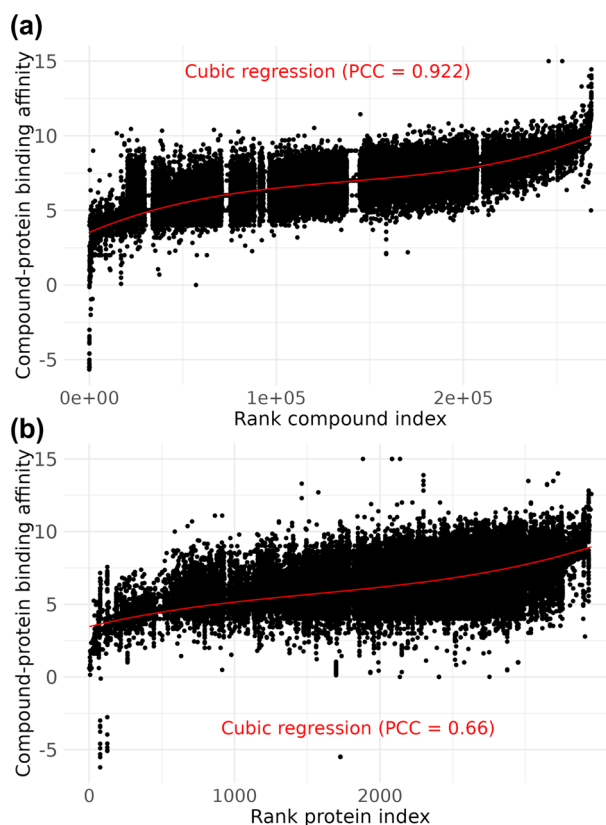 (a)
Compound-protein binding affinity
Cubic regression (PCC = 0.922)
15
10
5
0
-5
0e+00 1e+05 2e+05
Rank compound index
(b)
Compound-protein binding affinity
15
10
5
0
-5
Cubic regression (PCC = 0.66)
0 1000 2000
Rank protein index